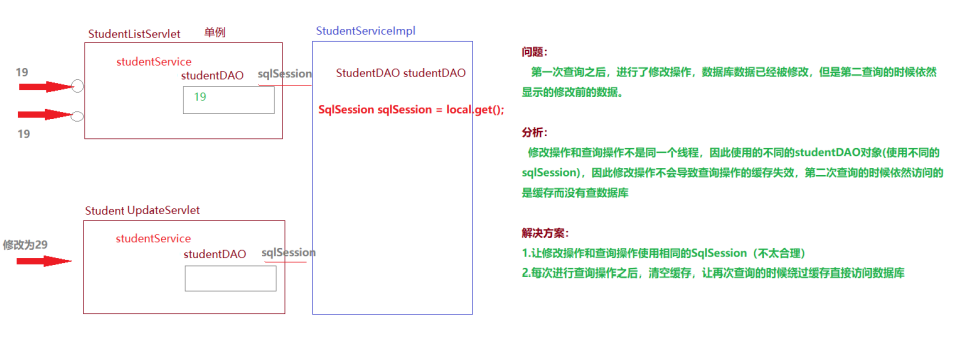 StudentListServlet 单例
studentService
studentDAO sqlSession
19
19
19
StudentServiceImpl
StudentDAO studentDAO
SqlSession sqlSession = local.get();
Student UpdateServlet
studentService
studentDAO sqlSession
修改为29
问题：
第一次查询之后，进行了修改操作，数据库数据已经被修改，但是第二查询的时候依然
显示的修改前的数据。
分析：
修改操作和查询操作不是同一个线程，因此使用的不同的studentDAO对象(使用不同的
sqlSession)，因此修改操作不会导致查询操作的缓存失效，第二次查询的时候依然访问的
是缓存而没有查数据库
解决方案：
1.让修改操作和查询操作使用相同的SqlSession（不太合理）
2.每次进行查询操作之后，清空缓存，让再次查询的时候绕过缓存直接访问数据库